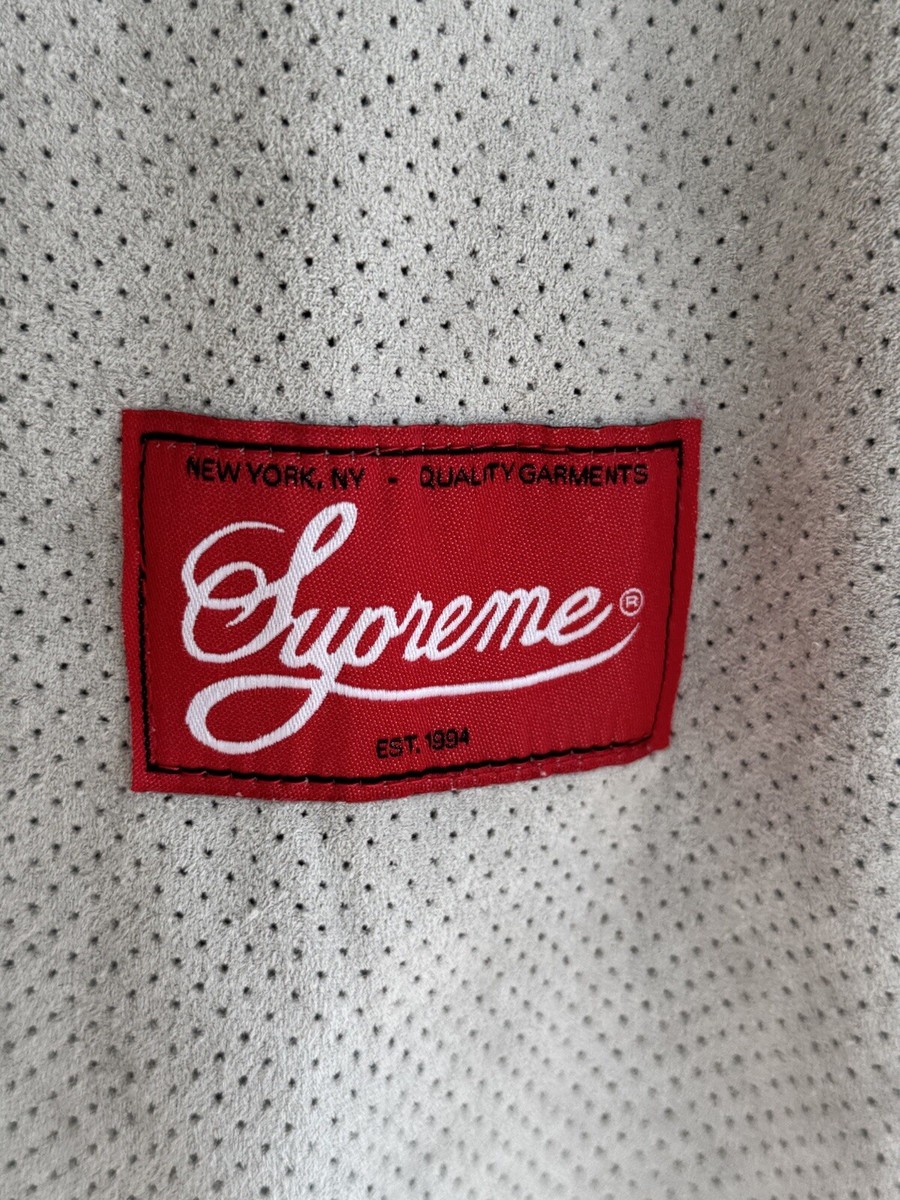 NEW YORK, NY - QUALITY GARMENTS
Supreme®
EST. 1994